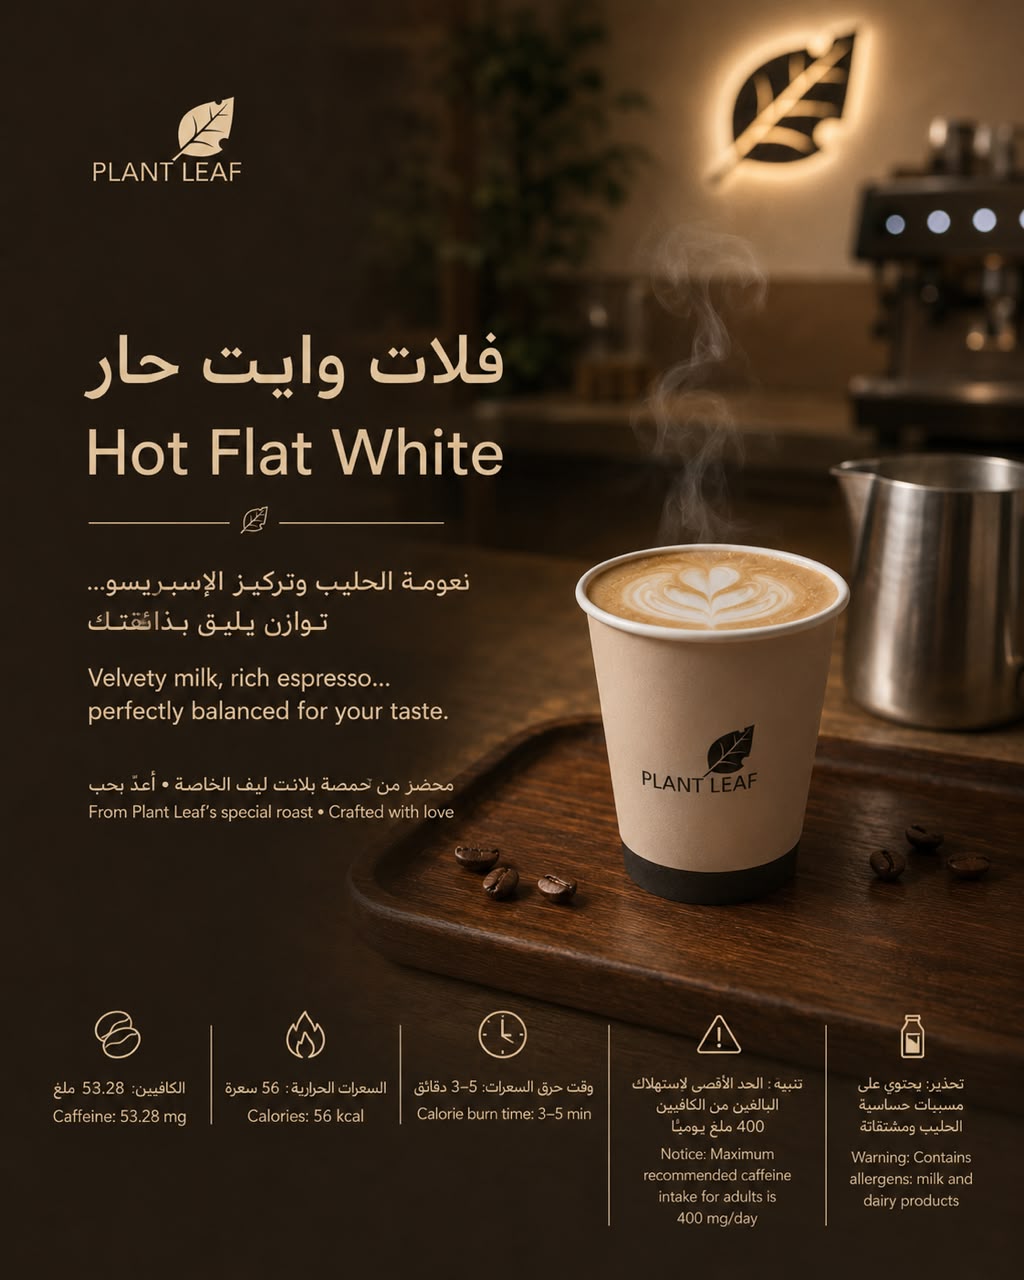 PLANT LEAF
فلات وايت حار
Hot Flat White
نعومة الحليب وتركيز الإسبريسو...
توازن يليق بذائقتك
Velvety milk, rich espresso...
perfectly balanced for your taste.
محضز من حمصة بلانت ليف الخاصة • أعدّ بحب
From Plant Leaf's special roast • Crafted with love
PLANT LEAF
الكافيين: 53.28 ملغ
Caffeine: 53.28 mg
السعرات الحرارية: 56 سعرة
Calories: 56 kcal
وقت حرق السعرات: 5–3 دقائق
Calorie burn time: 3–5 min
تنبية : الحد الأقصى لإستهلاك
البالغين من الكافيين
400 ملغ يوميًا
Notice: Maximum
recommended caffeine
intake for adults is
400 mg/day
تحذير: يحتوي على
مسببات حساسية
الحليب ومشتقاتة
Warning: Contains
allergens: milk and
dairy products